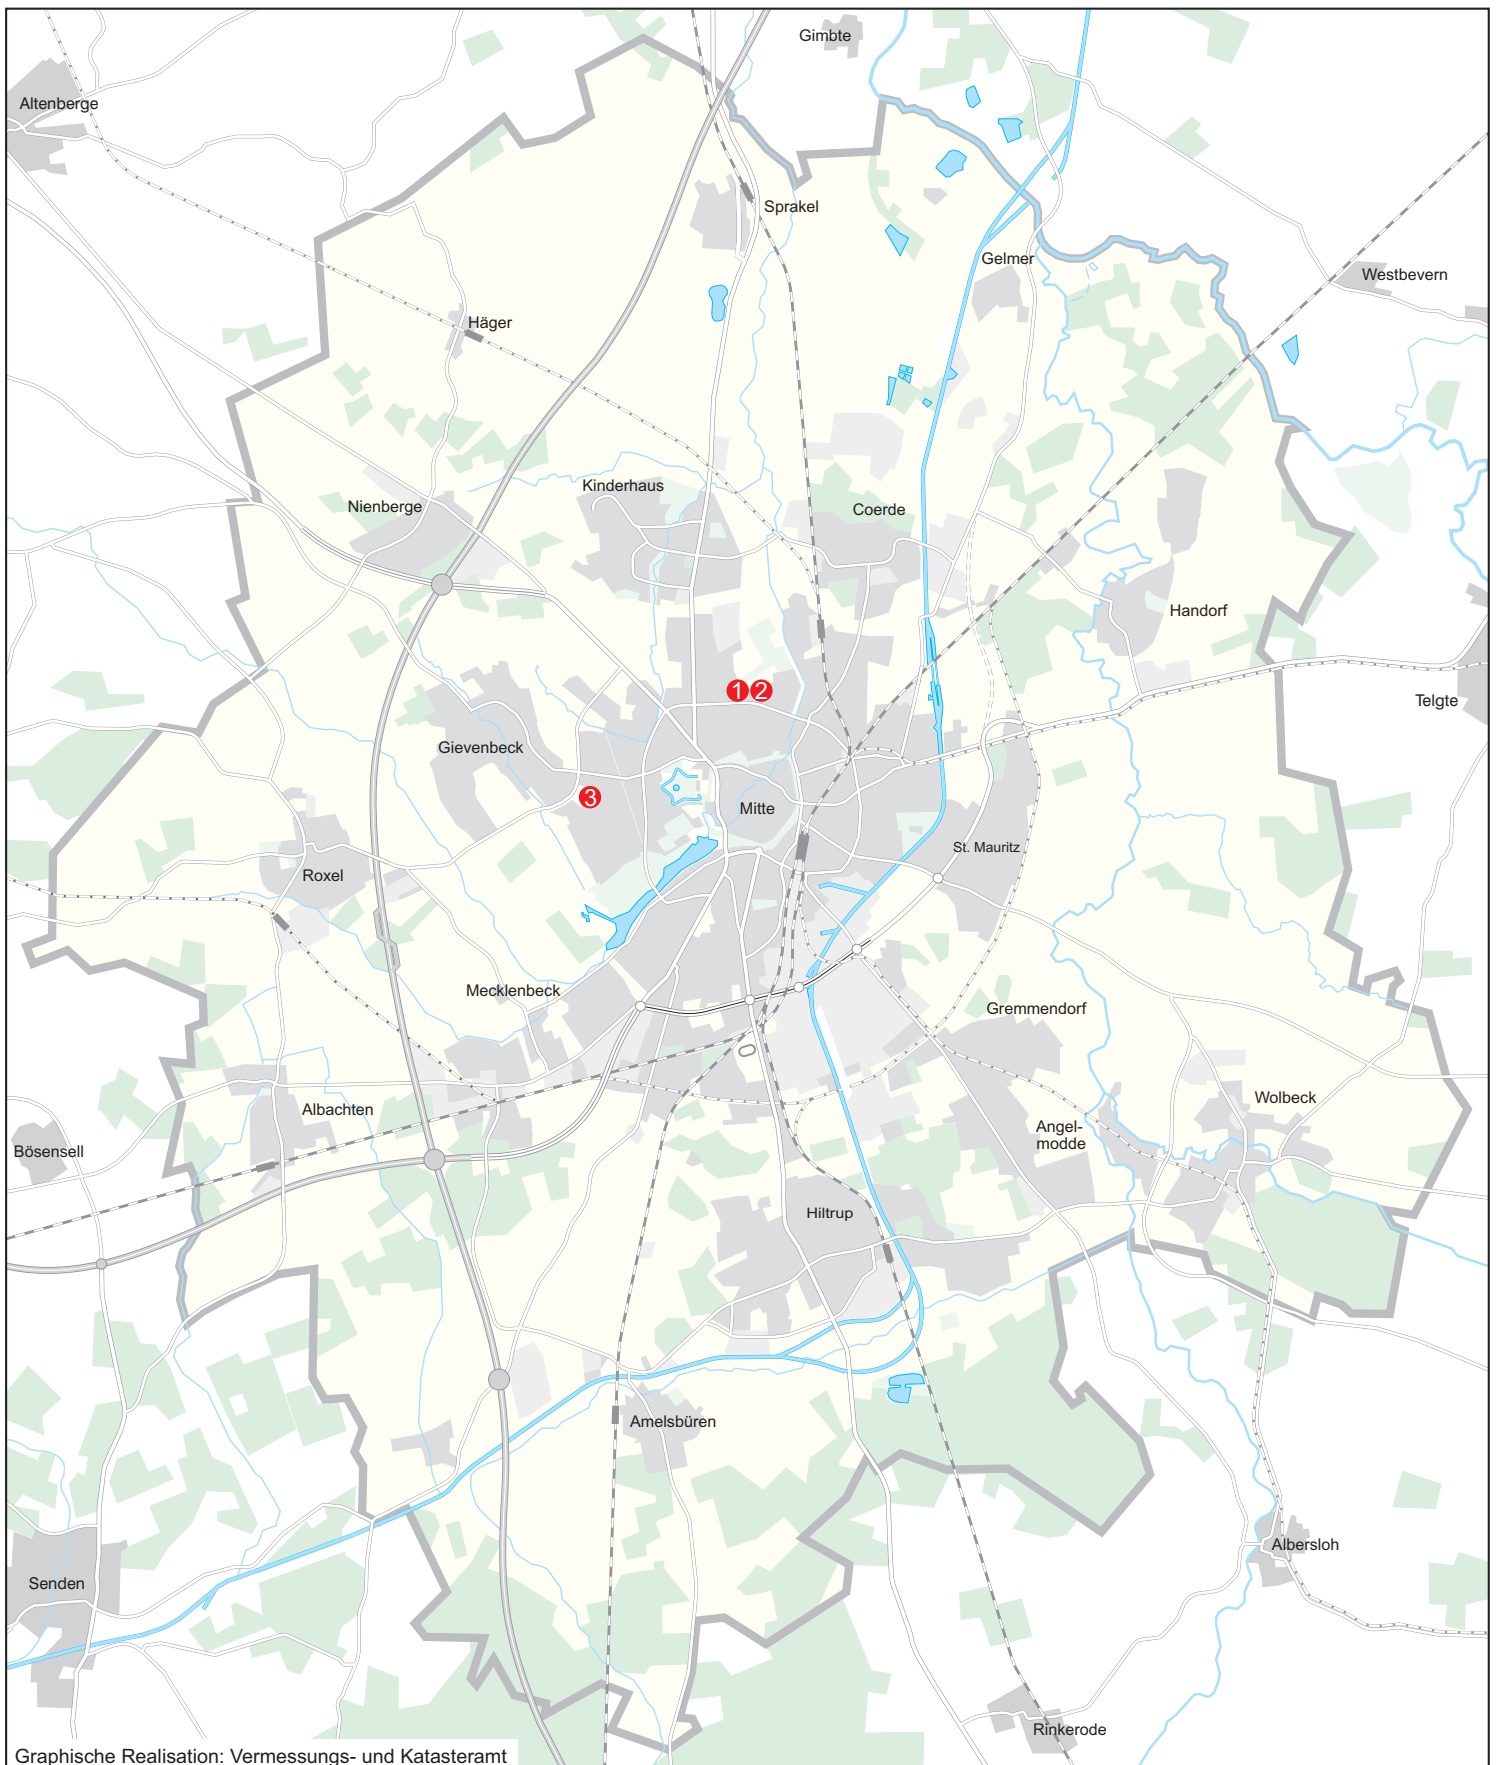 Gimbte
Altenberge
Sprakel
Gelmer
Westbevern
Häger
Kinderhaus
Nienberge
Coerde
Handorf
1 2
Telgte
Gievenbeck
3
Mitte
St. Mauritz
Roxel
Mecklenbeck
Gremmendorf
Wolbeck
Albachten
Angel-
modde
Bösensell
Hiltrup
Amelsbüren
Albersloh
Senden
Rinkerode
Graphische Realisation: Vermessungs- und Katasteramt